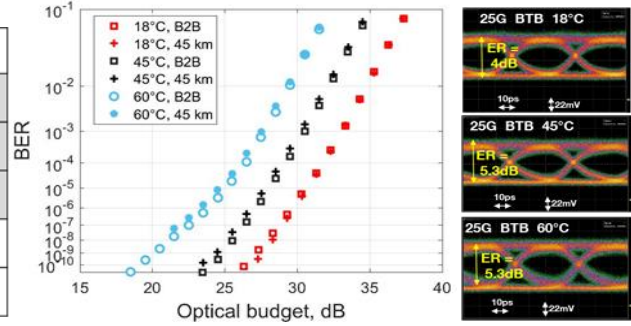 BER
10⁻¹
10⁻²
10⁻³
10⁻⁴
10⁻⁵
10⁻⁶
10⁻⁷
10⁻⁸
10⁻⁹
10⁻¹⁰
18°C, B2B
18°C, 45 km
45°C, B2B
45°C, 45 km
60°C, B2B
60°C, 45 km
15 20 25 30 35 40
Optical budget, dB
25G BTB 18°C
ER =
4dB
10ps
22mV
25G BTB 45°C
ER =
5.3dB
10ps
22mV
25G BTB 60°C
ER =
5.3dB
10ps
22mV